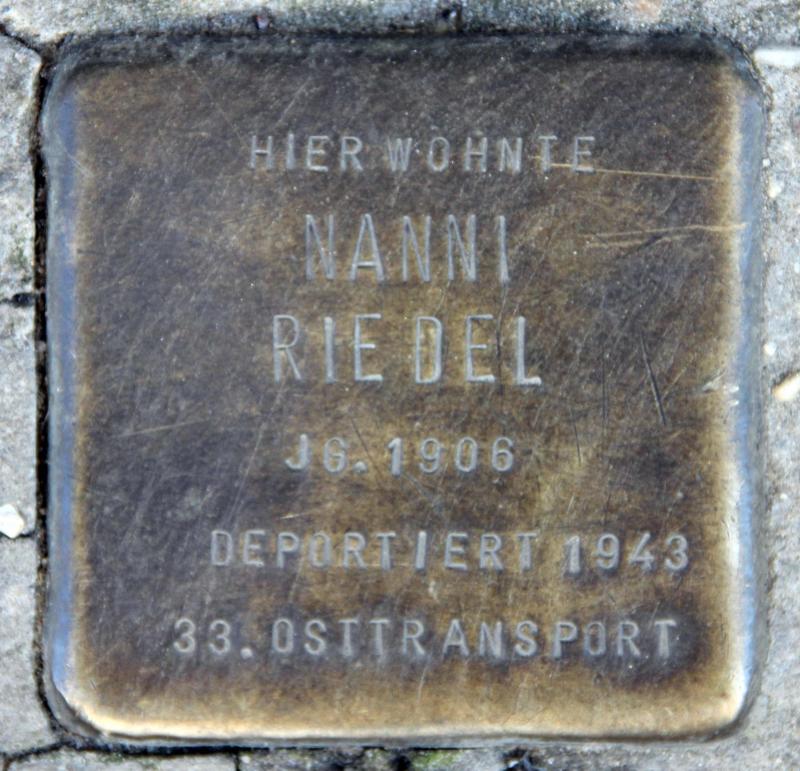 HIER WOHNTE
NANNI
RIEDEL
JG. 1906
DEPORTIERT 1943
33. OSTTRANSPORT